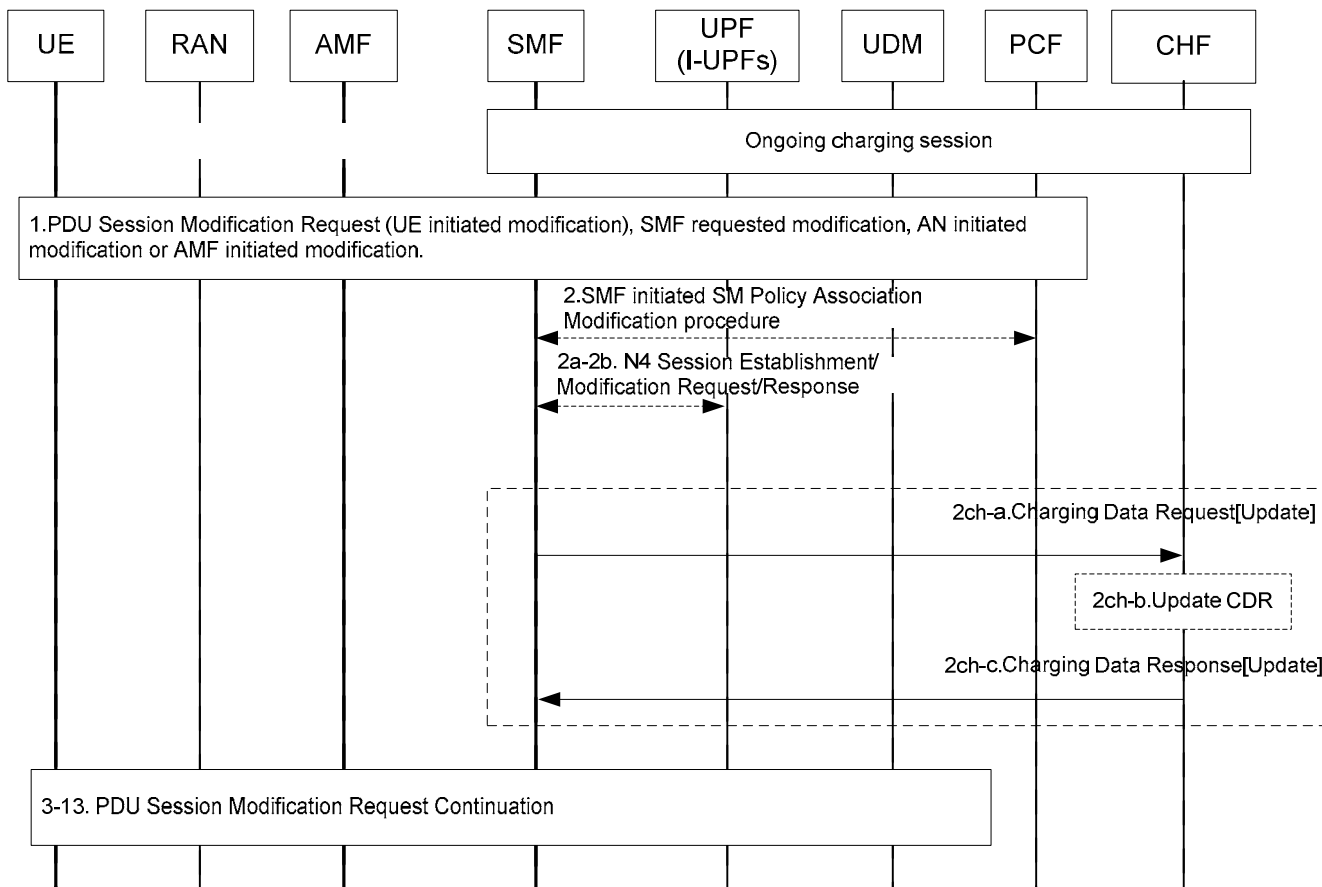 UE
RAN
AMF
SMF
UPF
(I-UPFs)
UDM
PCF
CHF
Ongoing charging session
1.PDU Session Modification Request (UE initiated modification), SMF requested modification, AN initiated
modification or AMF initiated modification.
2.SMF initiated SM Policy Association
Modification procedure
2a-2b. N4 Session Establishment/
Modification Request/Response
2ch-a.Charging Data Request[Update]
2ch-b.Update CDR
2ch-c.Charging Data Response[Update]
3-13. PDU Session Modification Request Continuation